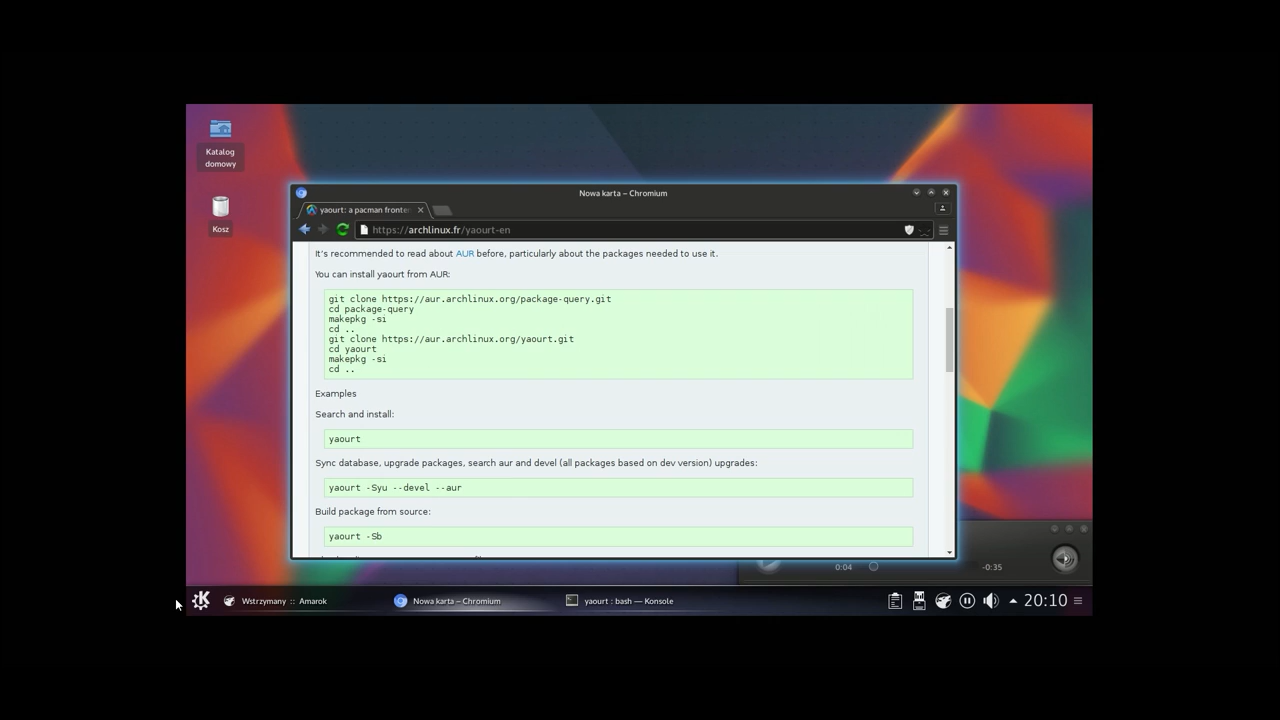 Katalog
domowy
Kosz
Nowa karta – Chromium
yaourt: a pacman fronte
https://archlinux.fr/yaourt-en
It's recommended to read about AUR before, particularly about the packages needed to use it.
You can install yaourt from AUR:
git clone https://aur.archlinux.org/package-query.git
cd package-query
makepkg -si
cd ..
git clone https://aur.archlinux.org/yaourt.git
cd yaourt
makepkg -si
cd ..
Examples
Search and install:
yaourt
Sync database, upgrade packages, search aur and devel (all packages based on dev version) upgrades:
yaourt -Syu --devel --aur
Build package from source:
yaourt -Sb
0:04
-0:35
Wstrzymany :: Amarok
Nowa karta – Chromium
yaourt : bash — Konsole
20:10